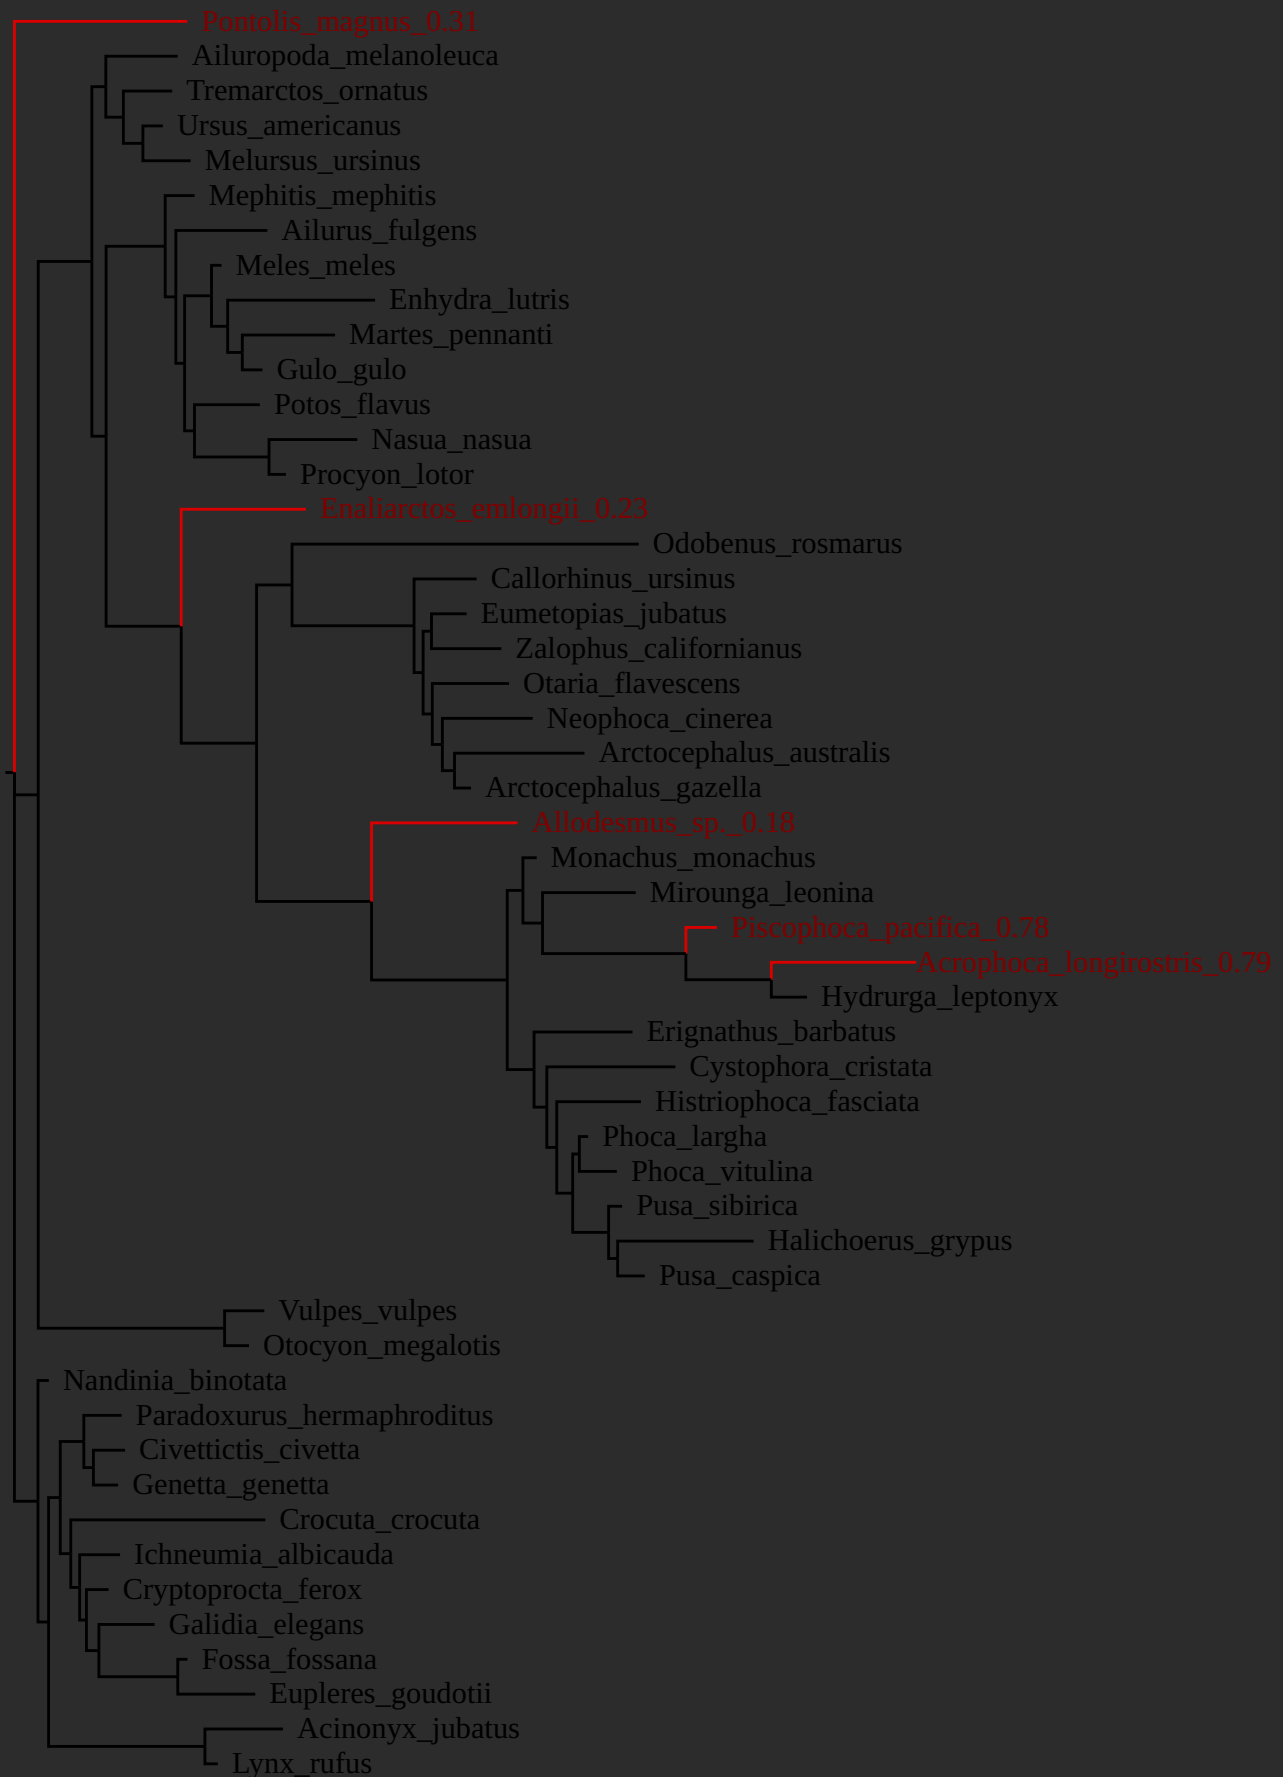 Pontolis_magnus_0.31
Ailuropoda_melanoleuca
Tremarctos_ornatus
Ursus_americanus
Melursus_ursinus
Mephitis_mephitis
Ailurus_fulgens
Meles_meles
Enhydra_lutris
Martes_pennanti
Gulo_gulo
Potos_flavus
Nasua_nasua
Procyon_lotor
Enaliarctos_emlongii_0.23
Odobenus_rosmarus
Callorhinus_ursinus
Eumetopias_jubatus
Zalophus_californianus
Otaria_flavescens
Neophoca_cinerea
Arctocephalus_australis
Arctocephalus_gazella
Allodesmus_sp._0.18
Monachus_monachus
Mirounga_leonina
Piscophoca_pacifica_0.78
Acrophoca_longirostris_0.79
Hydrurga_leptonyx
Erignathus_barbatus
Cystophora_cristata
Histriophoca_fasciata
Phoca_largha
Phoca_vitulina
Pusa_sibirica
Halichoerus_grypus
Pusa_caspica
Vulpes_vulpes
Otocyon_megalotis
Nandinia_binotata
Paradoxurus_hermaphroditus
Civettictis_civetta
Genetta_genetta
Crocuta_crocuta
Ichneumia_albicauda
Cryptoprocta_ferox
Galidia_elegans
Fossa_fossana
Eupleres_goudotii
Acinonyx_jubatus
Lynx_rufus